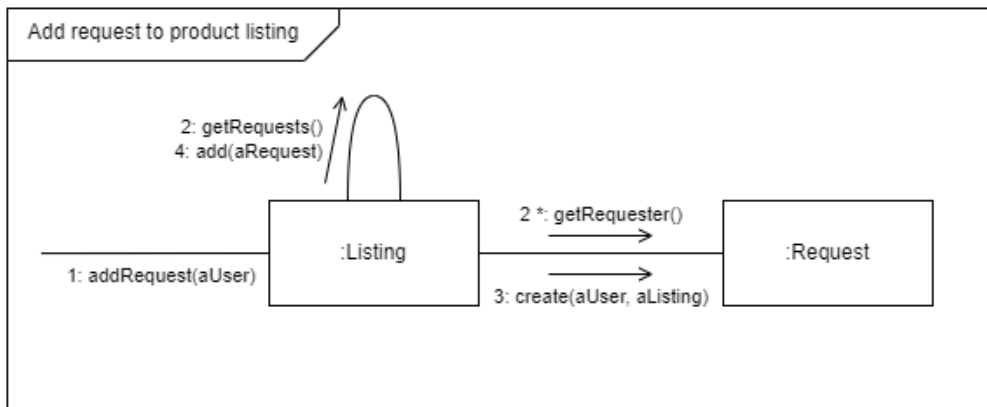 Add request to product listing
2: getRequests()
4: add(aRequest)
2 *: getRequester()
:Listing
:Request
1: addRequest(aUser)
3: create(aUser, aListing)